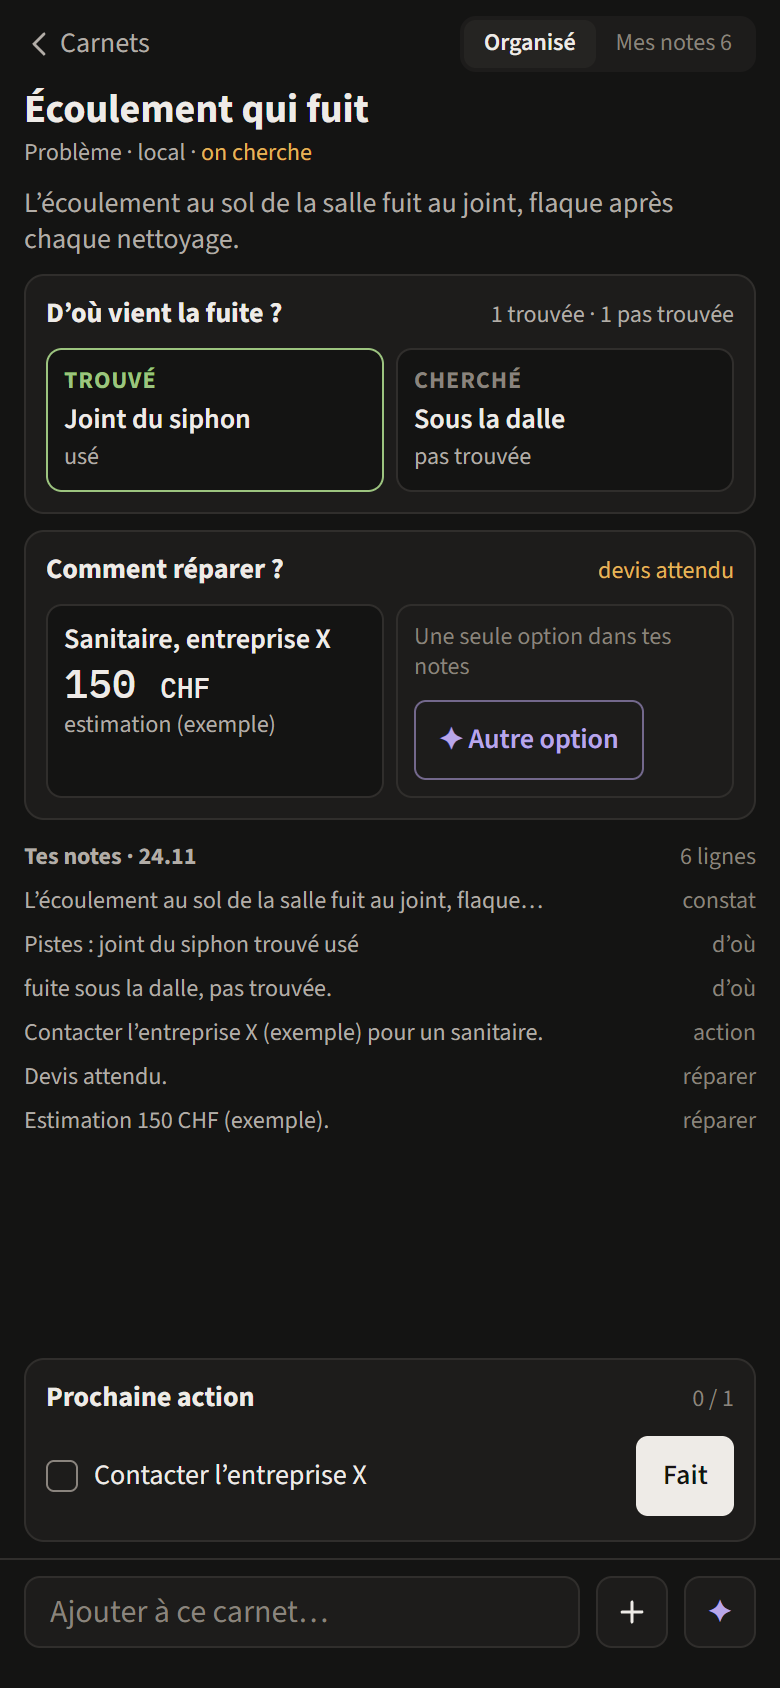 Carnets
Organisé
Mes notes 6
Écoulement qui fuit
Problème · local · on cherche
L’écoulement au sol de la salle fuit au joint, flaque après
chaque nettoyage.
D’où vient la fuite ?
1 trouvée · 1 pas trouvée
TROUVÉ
Joint du siphon
usé
CHERCHÉ
Sous la dalle
pas trouvée
Comment réparer ?
devis attendu
Sanitaire, entreprise X
150 CHF
estimation (exemple)
Une seule option dans tes
notes
Autre option
Tes notes · 24.11
6 lignes
L’écoulement au sol de la salle fuit au joint, flaque…
constat
Pistes : joint du siphon trouvé usé
d’où
fuite sous la dalle, pas trouvée.
d’où
Contacter l’entreprise X (exemple) pour un sanitaire.
action
Devis attendu.
réparer
Estimation 150 CHF (exemple).
réparer
Prochaine action
0 / 1
Contacter l’entreprise X
Fait
Ajouter à ce carnet…